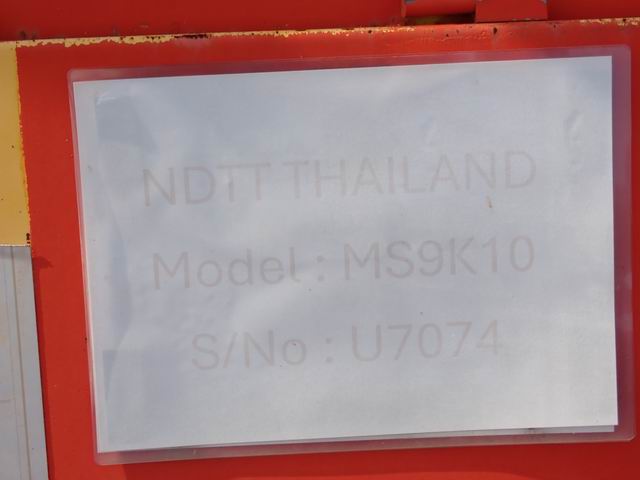 NDTT THAILAND
Model : MS9K10
S/No : U7074